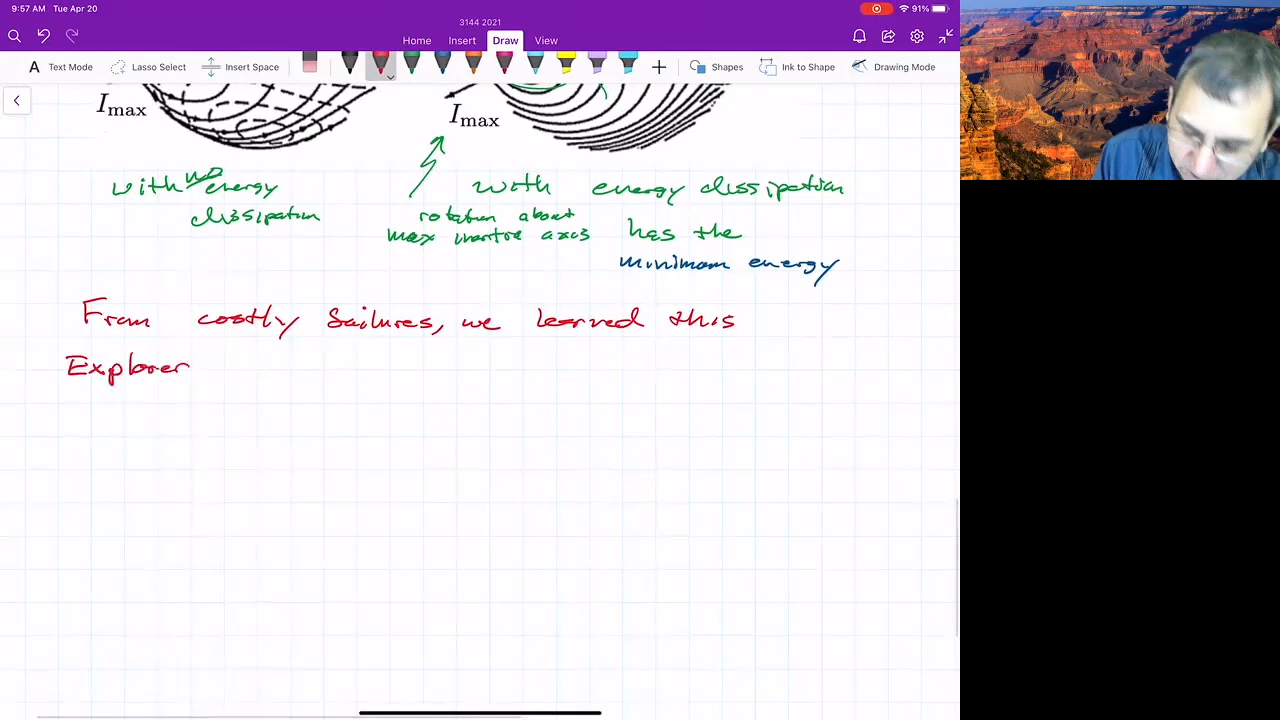 9:57 AM Tue Apr 20
91%
3144 2021
Home Insert Draw View
Text Mode Lasso Select Insert Space Shapes Ink to Shape Drawing Mode
I max
I max
with no energy dissipation
rotation about max inertia axis
with energy dissipation
has the
minimum energy
From costly failures, we learned this
Explorer